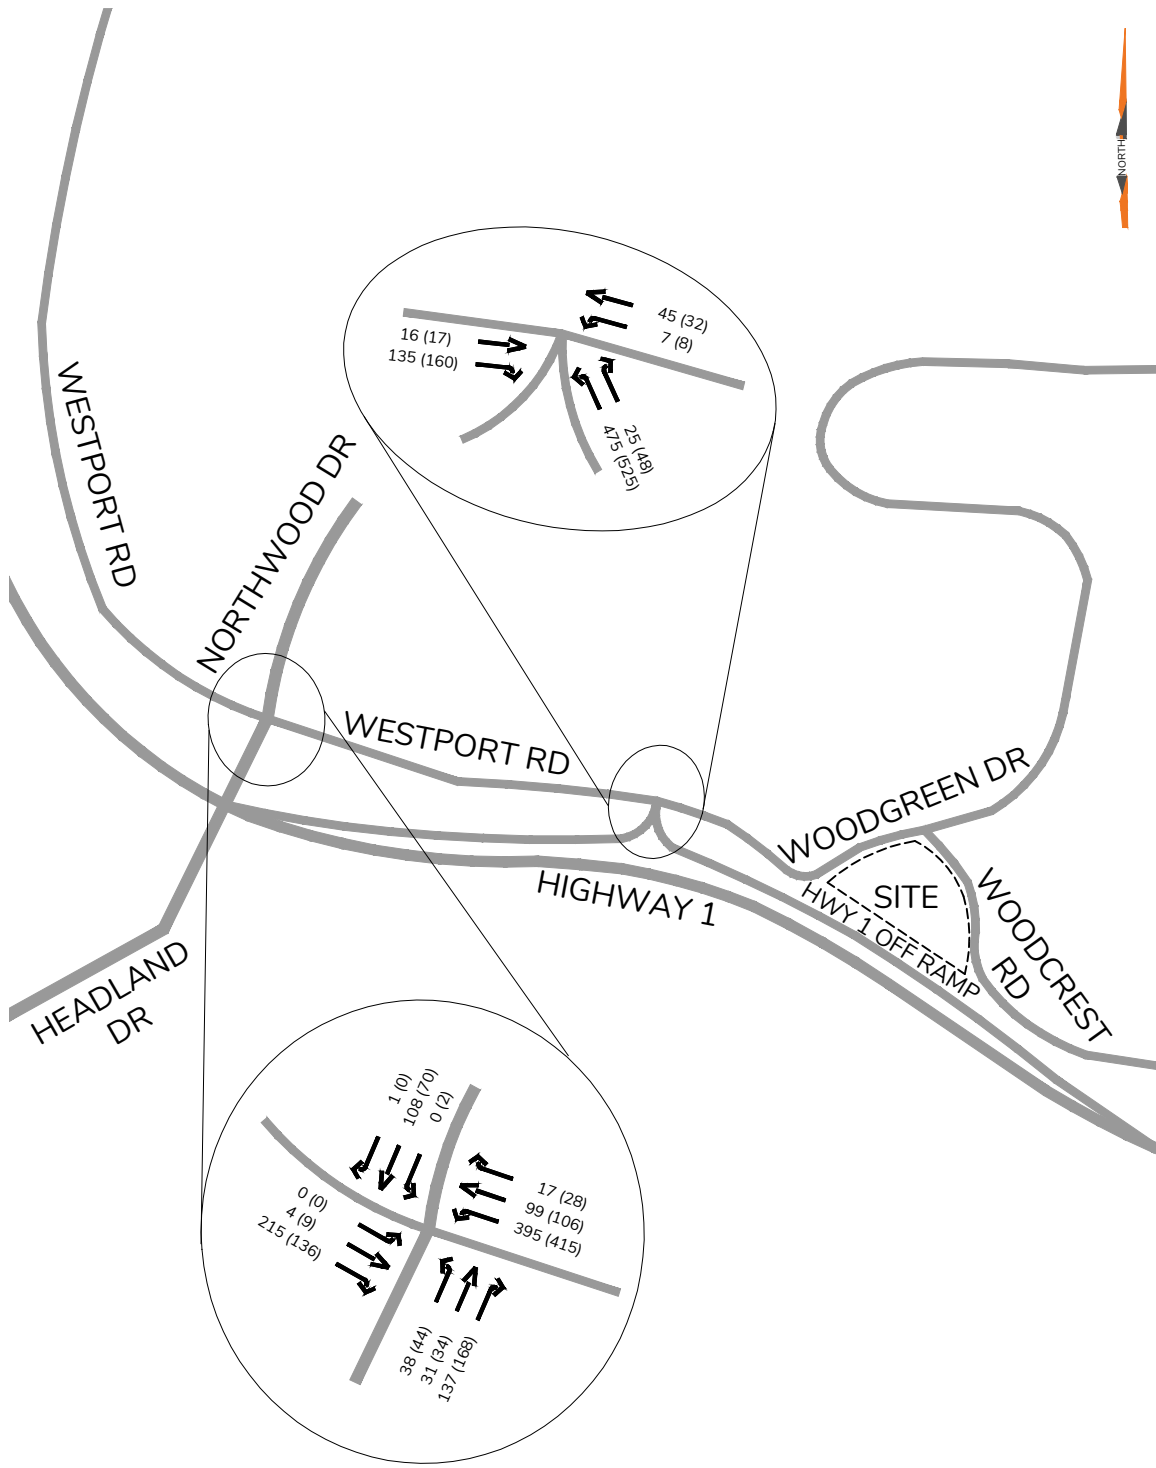 NORTH
45 (32)
7 (8)
16 (17)
135 (160)
25 (48)
475 (525)
WESTPORT RD
NORTHWOOD DR
WESTPORT RD
WOODGREEN DR
SITE
HWY 1 OFF RAMP
WOODCREST
RD
HIGHWAY 1
HEADLAND
DR
1 (0)
108 (70)
0 (2)
0 (0)
4 (9)
215 (136)
17 (28)
99 (106)
395 (415)
38 (44)
31 (34)
137 (168)